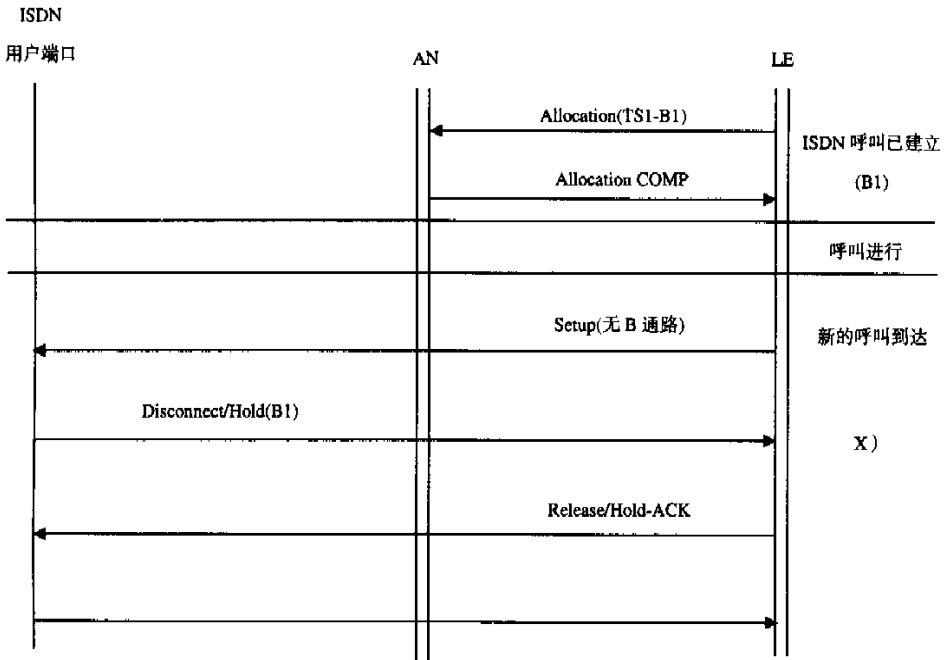 ISDN
用户端口
AN
LE
Allocation(TS1-B1)
ISDN 呼叫已建立
(B1)
Allocation COMP
呼叫进行
Setup(无 B 通路)
新的呼叫到达
Disconnect/Hold(B1)
X）
Release/Hold-ACK